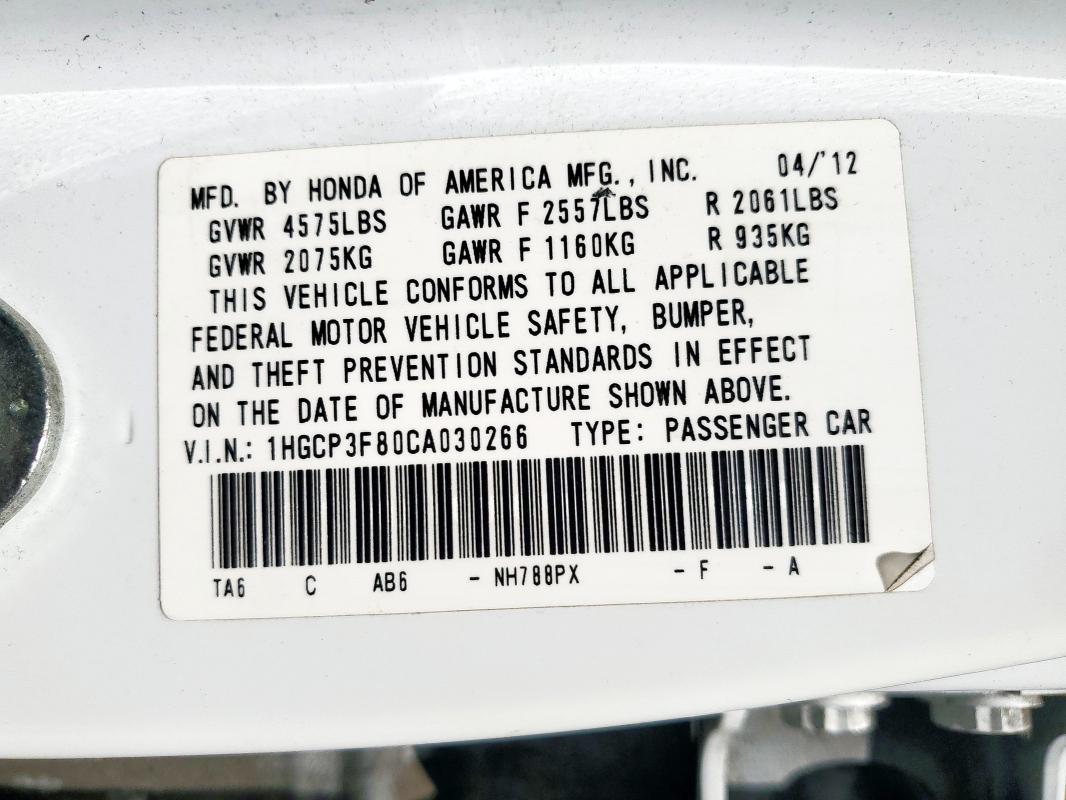 MFD. BY HONDA OF AMERICA MFG., INC. 04/'12
GVWR 4575LBS GAWR F 2557LBS R 2061LBS
GVWR 2075KG GAWR F 1160KG R 935KG
THIS VEHICLE CONFORMS TO ALL APPLICABLE
FEDERAL MOTOR VEHICLE SAFETY, BUMPER,
AND THEFT PREVENTION STANDARDS IN EFFECT
ON THE DATE OF MANUFACTURE SHOWN ABOVE.
V.I.N.: 1HGCP3F80CA030266 TYPE: PASSENGER CAR
TA6 C AB6 - NH788PX - F - A